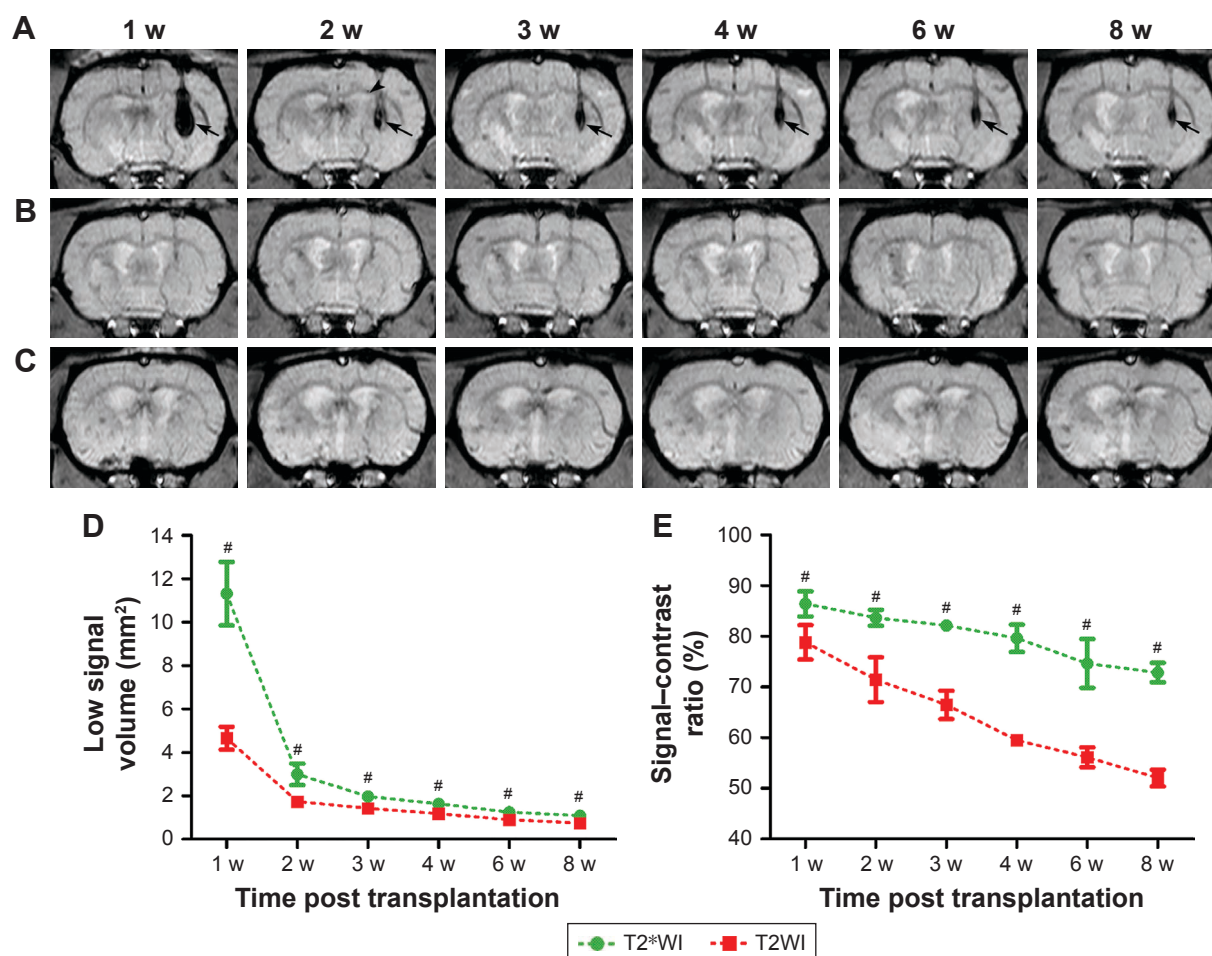 A
1 w 2 w 3 w 4 w 6 w 8 w
B
C
D
14
12
10
8
6
4
2
0
Low signal
volume (mm²)
# # # # # #
1 w 2 w 3 w 4 w 6 w 8 w
Time post transplantation
E
100
90
80
70
60
50
40
Signal–contrast
ratio (%)
# # # # # #
1 w 2 w 3 w 4 w 6 w 8 w
Time post transplantation
T2*WI T2WI